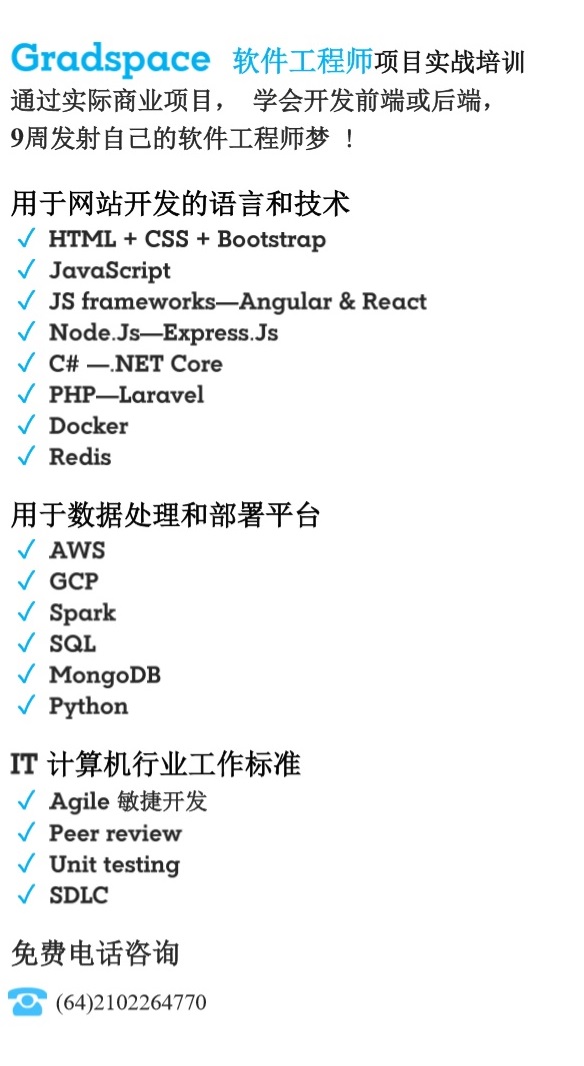 Gradspace 软件工程师项目实战培训
通过实际商业项目， 学会开发前端或后端，
9周发射自己的软件工程师梦 ！
用于网站开发的语言和技术
✓ HTML + CSS + Bootstrap
✓ JavaScript
✓ JS frameworks—Angular & React
✓ Node.Js—Express.Js
✓ C# —.NET Core
✓ PHP—Laravel
✓ Docker
✓ Redis
用于数据处理和部署平台
✓ AWS
✓ GCP
✓ Spark
✓ SQL
✓ MongoDB
✓ Python
IT 计算机行业工作标准
✓ Agile 敏捷开发
✓ Peer review
✓ Unit testing
✓ SDLC
免费电话咨询
(64)2102264770